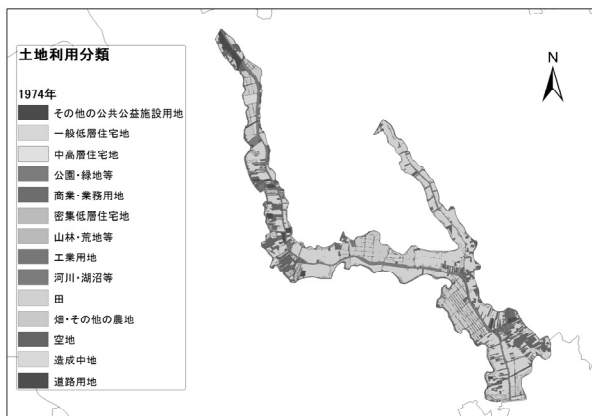 土地利用分類
1974年
その他の公共公益施設用地
一般低層住宅地
中高層住宅地
公園・緑地等
商業・業務用地
密集低層住宅地
山林・荒地等
工業用地
河川・湖沼等
田
畑・その他の農地
空地
造成中地
道路用地
N